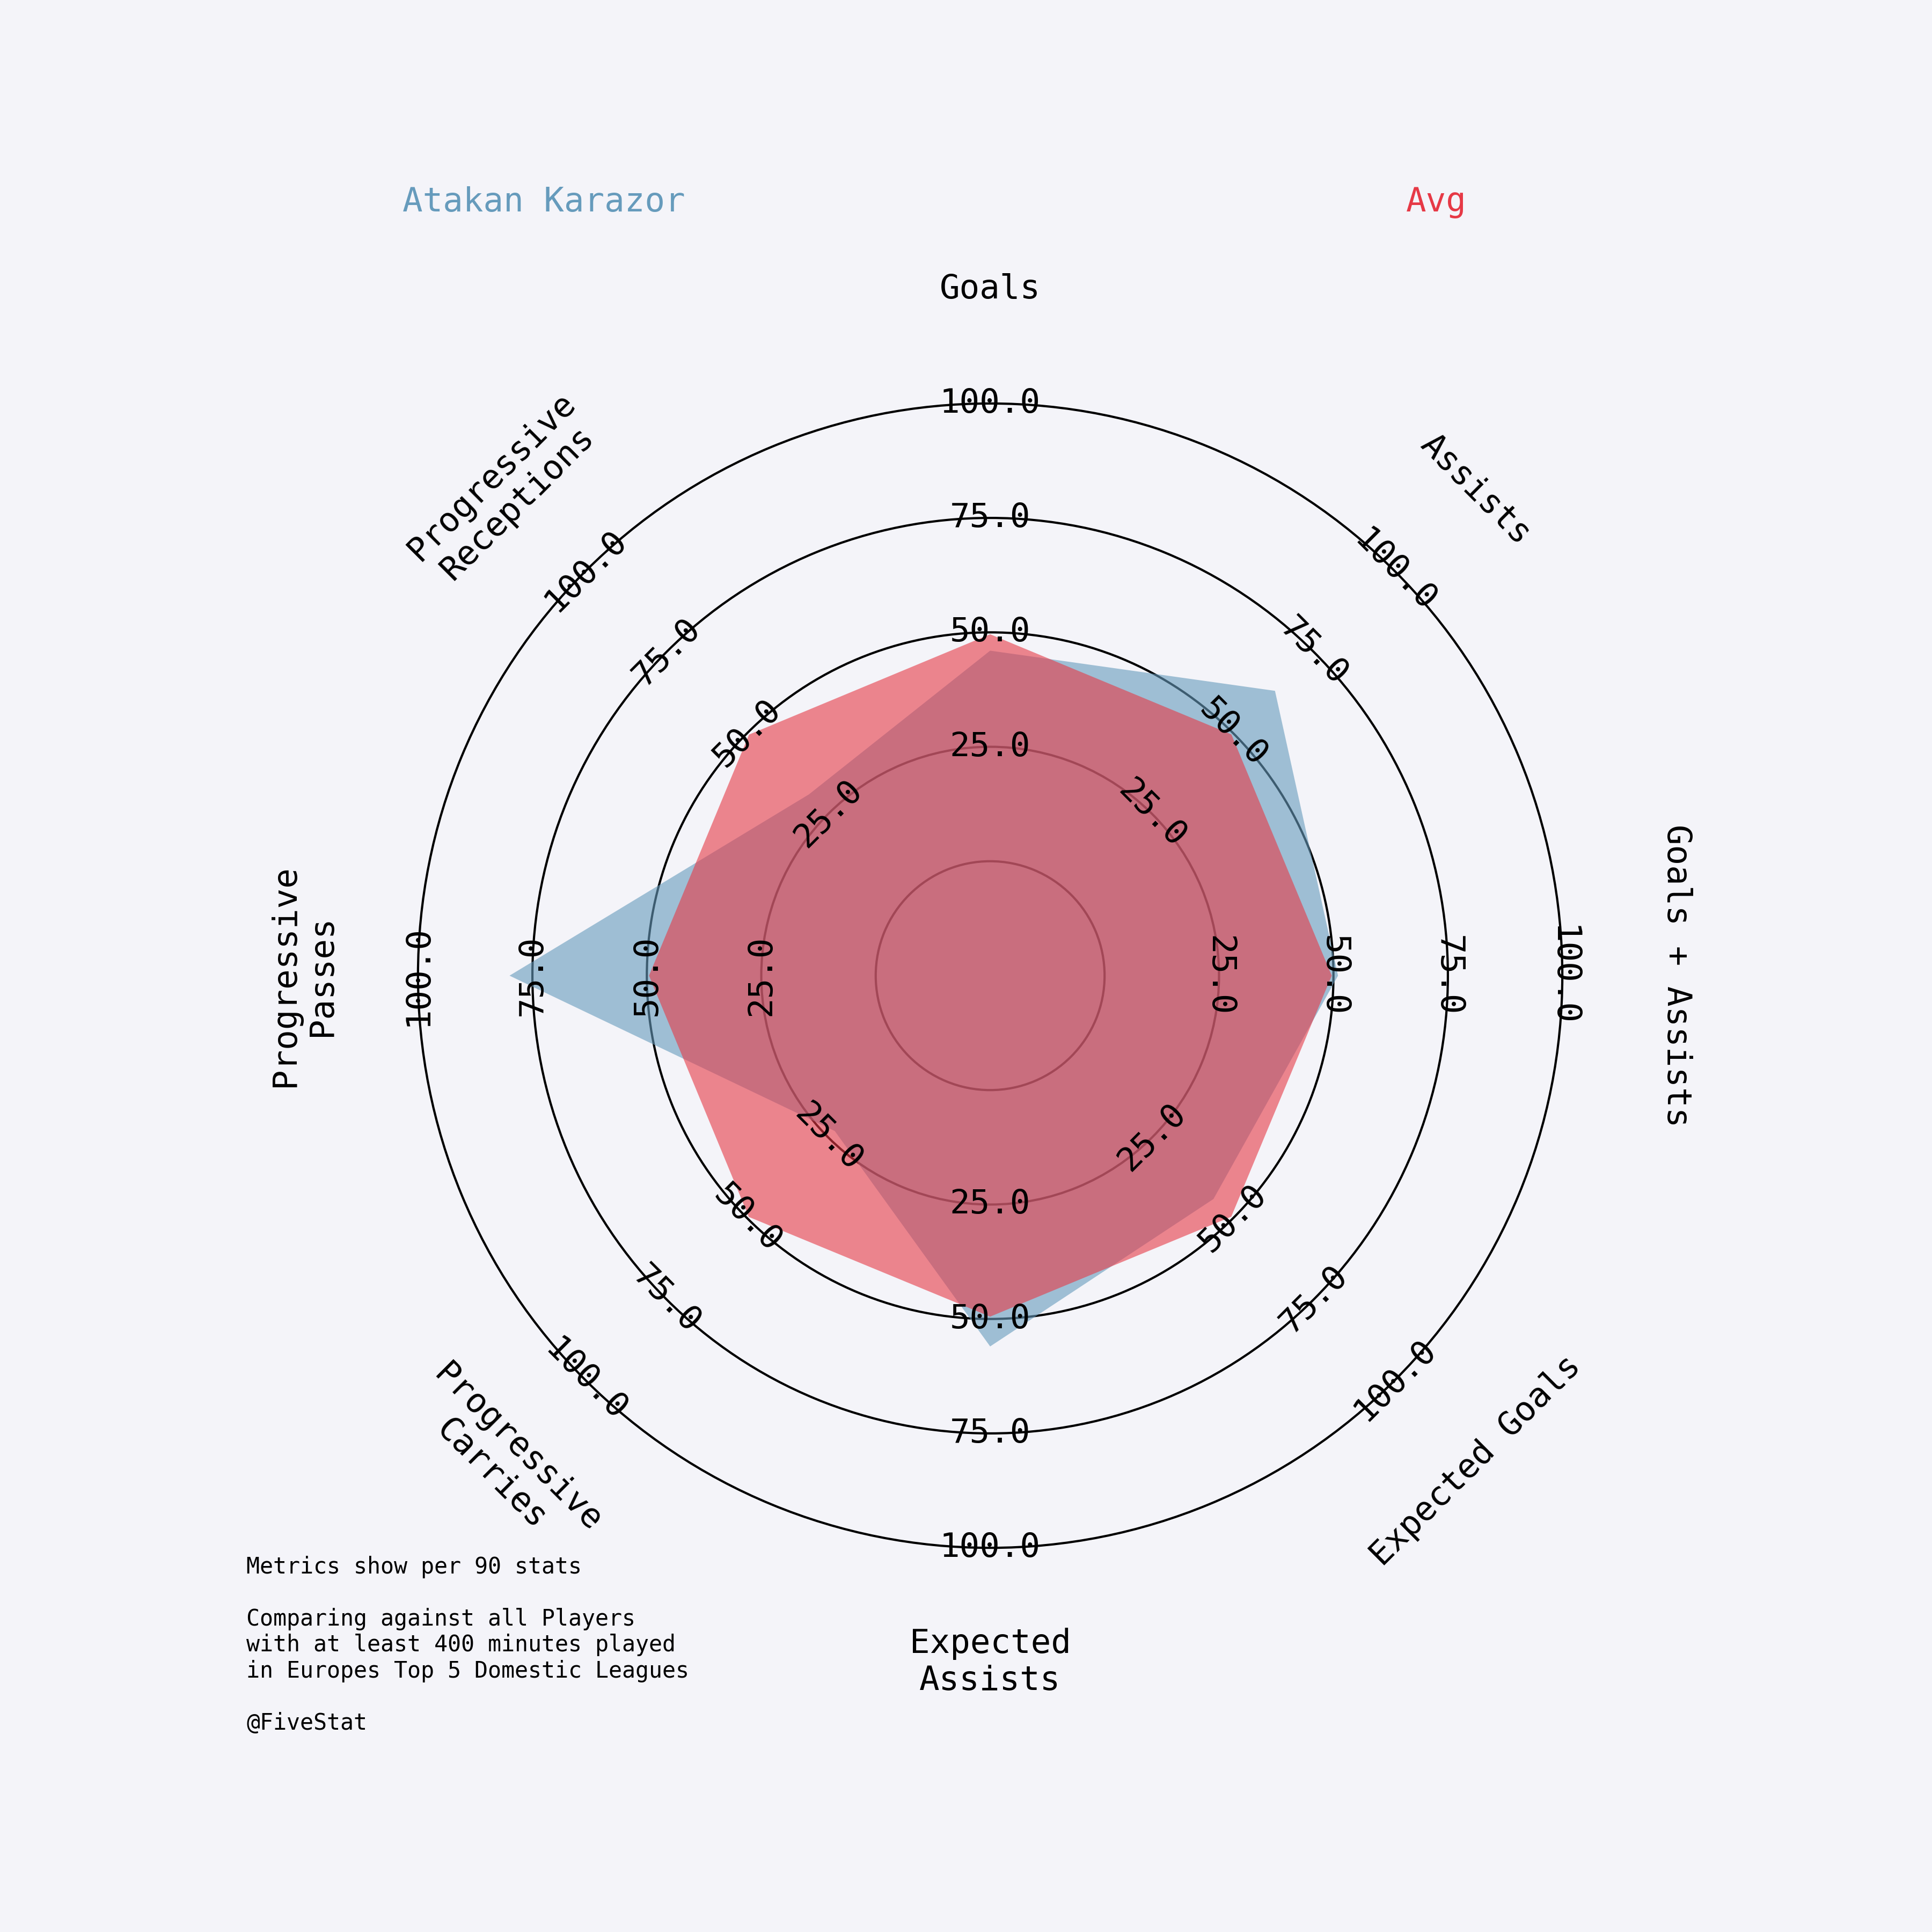 Atakan Karazor
Avg
Goals
Assists
Goals + Assists
Expected Goals
Expected
Assists
Progressive
Carries
Progressive
Passes
Progressive
Receptions
25.0
50.0
75.0
100.0
25.0
50.0
75.0
100.0
25.0
50.0
75.0
100.0
25.0
50.0
75.0
100.0
25.0
50.0
75.0
100.0
25.0
50.0
75.0
100.0
25.0
50.0
75.0
100.0
25.0
50.0
75.0
100.0
Metrics show per 90 stats
Comparing against all Players
with at least 400 minutes played
in Europes Top 5 Domestic Leagues
@FiveStat